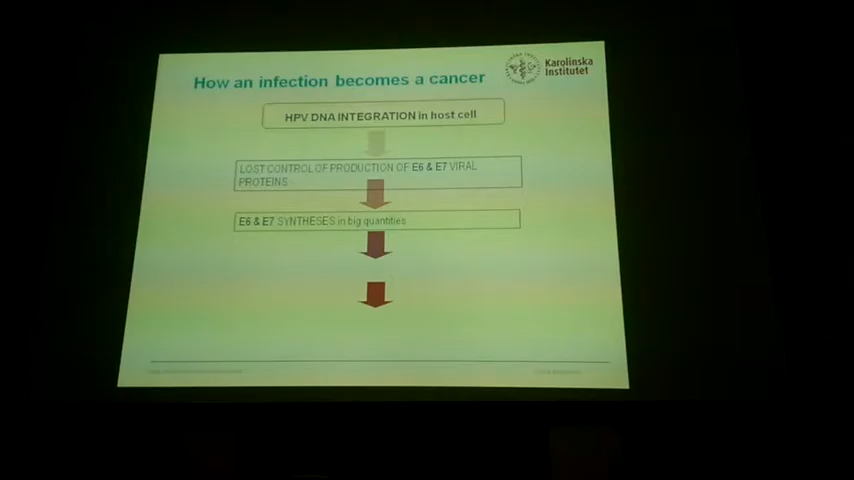 How an infection becomes a cancer
Karolinska
Institutet
HPV DNA INTEGRATION in host cell
LOST CONTROL OF PRODUCTION OF E6 & E7 VIRAL
PROTEINS
E6 & E7 SYNTHESES in big quantities